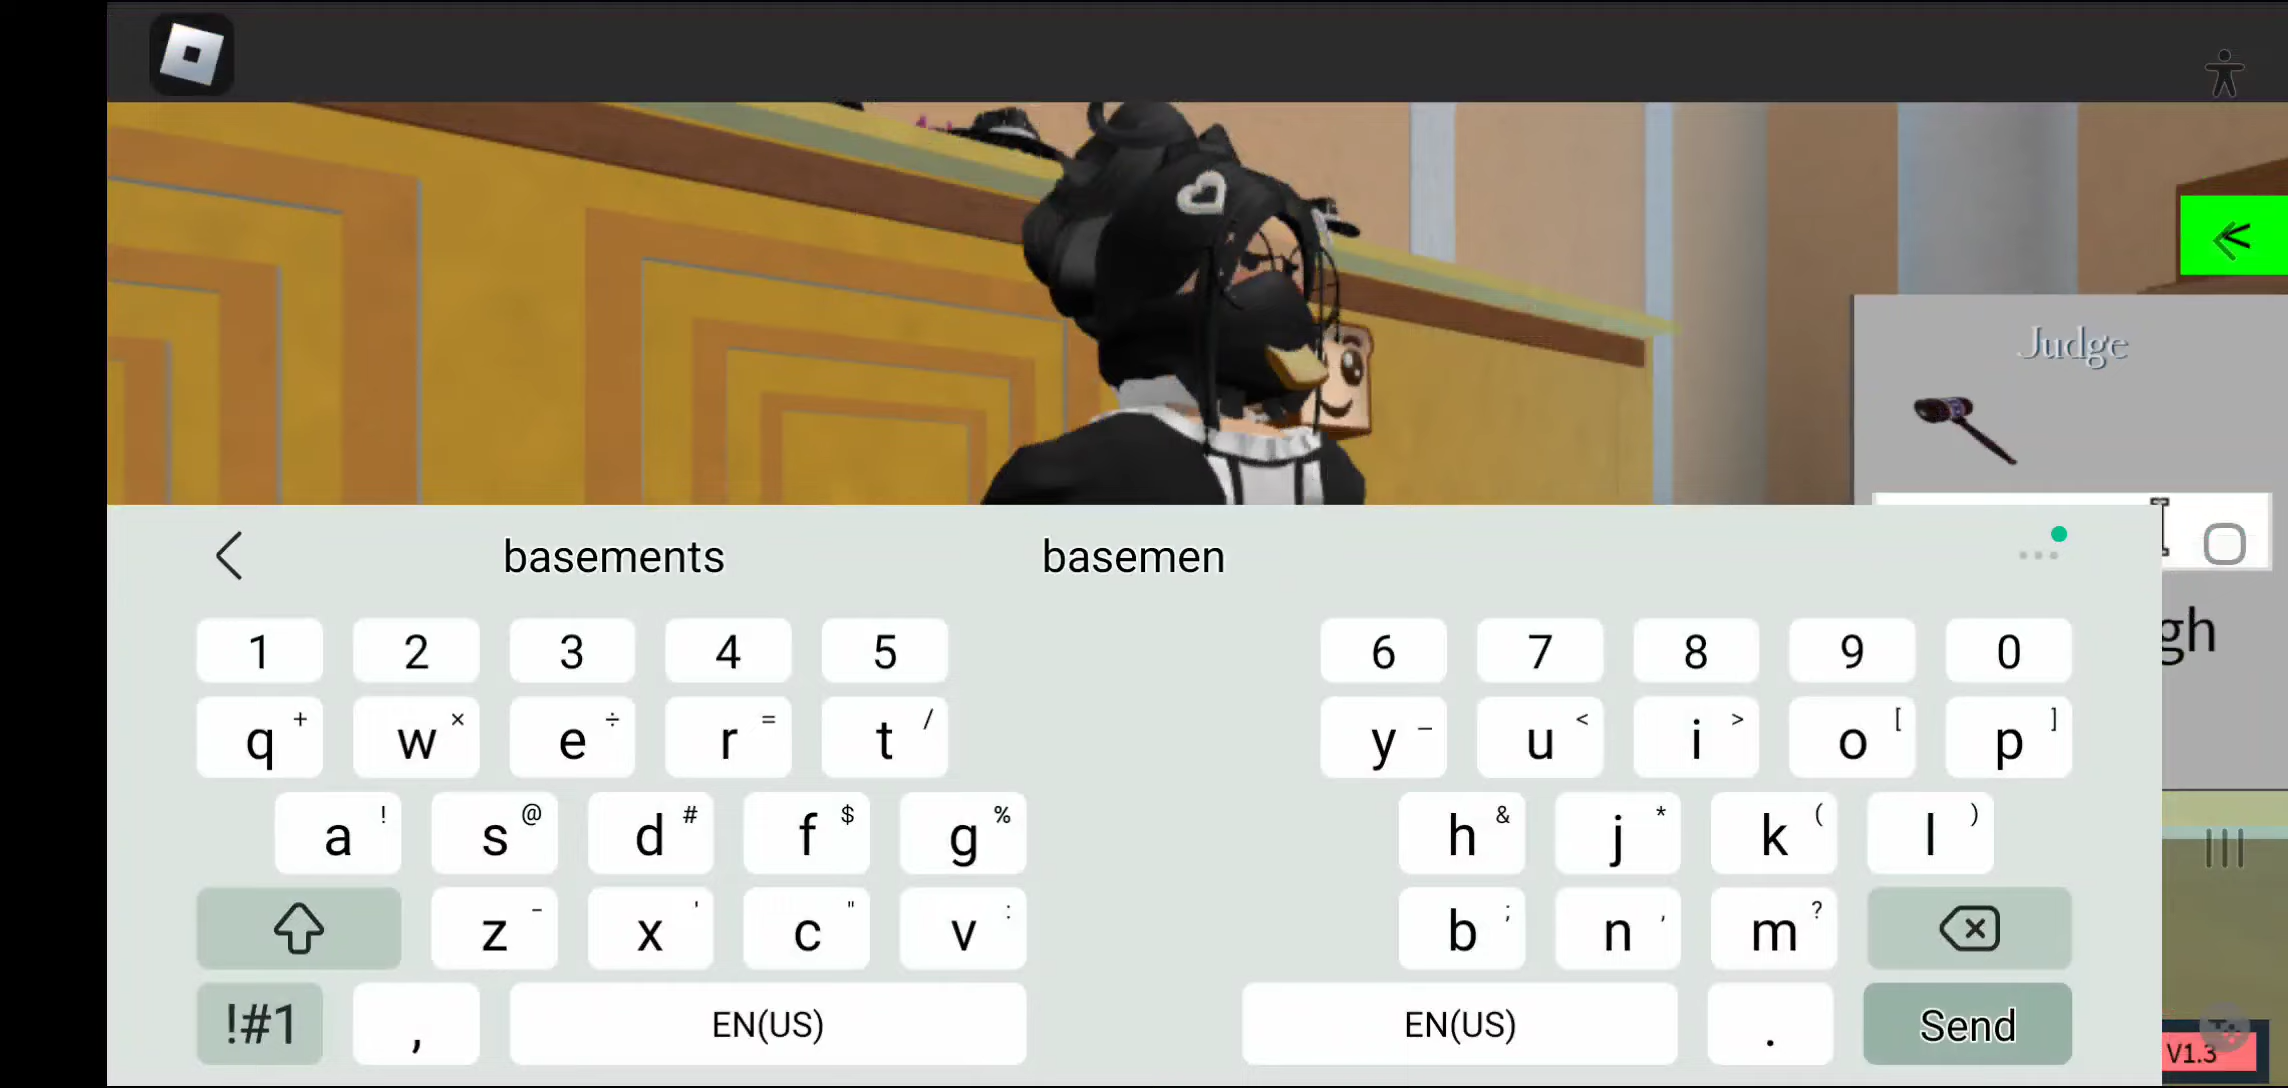 Judge
basements basemen
1 2 3 4 5 6 7 8 9 0
gh
q + w × e ÷ r = t / y _ u < i > o [ p ]
a ! s @ d # f $ g % h & j * k ( l )
z - x ' c " v : b ; n , m ?
!#1 , EN(US) EN(US) . Send
V1.3